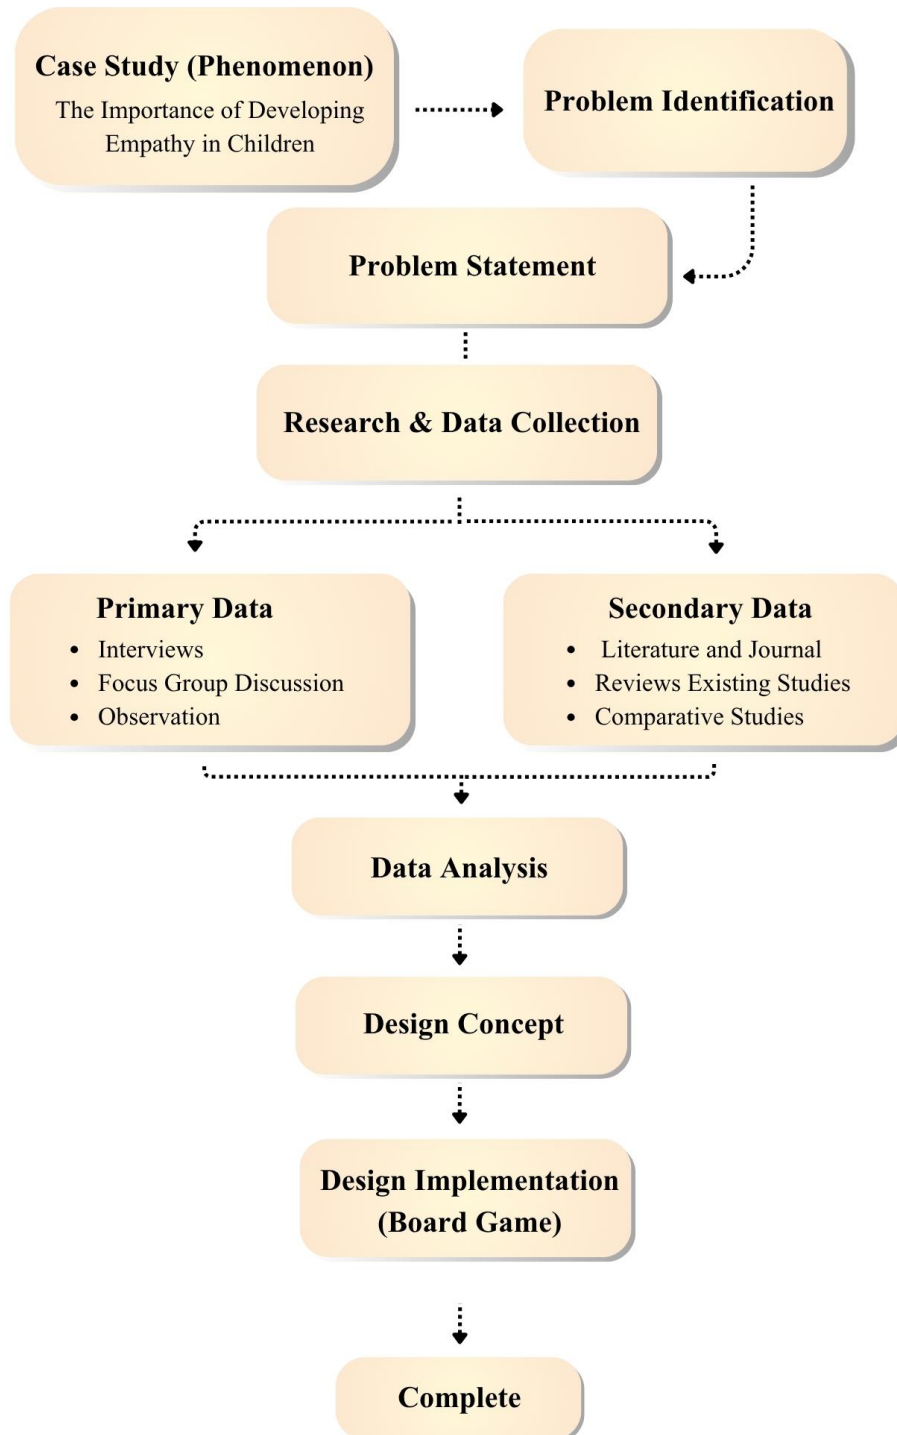 Case Study (Phenomenon)
The Importance of Developing
Empathy in Children
Problem Identification
Problem Statement
Research & Data Collection
Primary Data
• Interviews
• Focus Group Discussion
• Observation
Secondary Data
• Literature and Journal
• Reviews Existing Studies
• Comparative Studies
Data Analysis
Design Concept
Design Implementation
(Board Game)
Complete